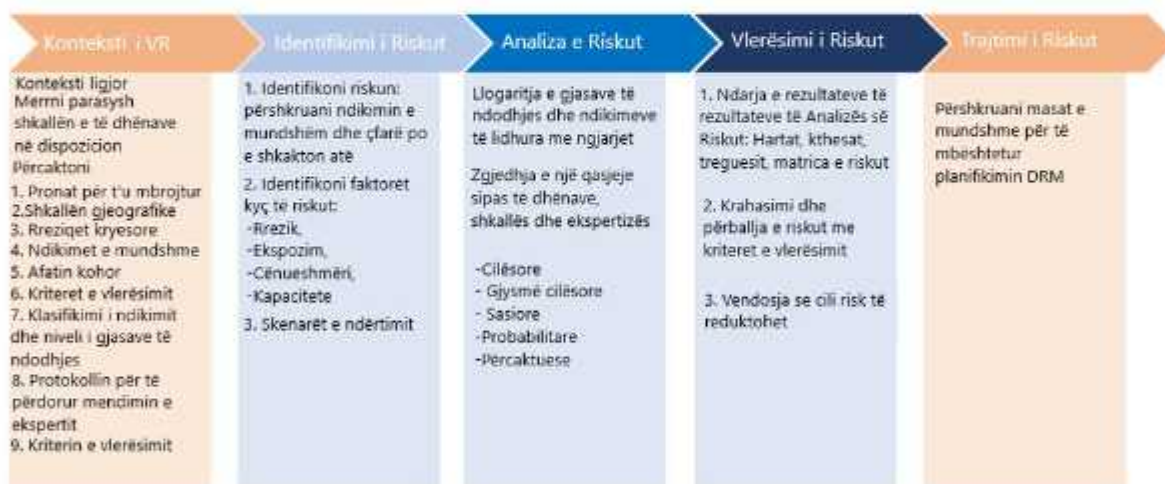 Konteksti i VR
Konteksti ligjor
Merrni parasysh
shkallën e të dhënave
në dispozicion
Përcaktoni
1. Pronat për t'u mbrojtur
2.Shkallën gjeografike
3. Rreziqet kryesore
4. Ndikimet e mundshme
5. Afatin kohor
6. Kriteret e vlerësimit
7. Klasifikimi i ndikimit
dhe niveli i gjasave të
ndodhjes
8. Protokollin për të
përdorur mendimin e
ekspertit
9. Kriterin e vlerësimit
Identifikimi i Riskut
1. Identifikoni riskun:
përshkruani ndikimin e
mundshëm dhe çfarë po
e shkakton atë
2. Identifikoni faktorët
kyç të riskut:
-Rrezik,
-Ekspozim,
-Cënueshmëri,
-Kapacitete
3. Skenarët e ndërtimit
Analiza e Riskut
Llogaritja e gjasave të
ndodhjes dhe ndikimeve
të lidhura me ngjarjet
Zgjedhja e një qasjeje
sipas të dhënave,
shkallës dhe ekspertizës
-Cilësore
- Gjysmë cilësore
- Sasiore
-Probabilitare
-Përcaktuese
Vlerësimi i Riskut
1. Ndarja e rezultateve të
rezultateve të Analizës së
Riskut: Hartat, kthesat,
treguesit, matrica e riskut
2. Krahasimi dhe
përballja e riskut me
kriteret e vlerësimit
3. Vendosja se cili risk të
reduktohet
Trajtimi i Riskut
Përshkruani masat e
mundshme për të
mbështetur
planifikimin DRM